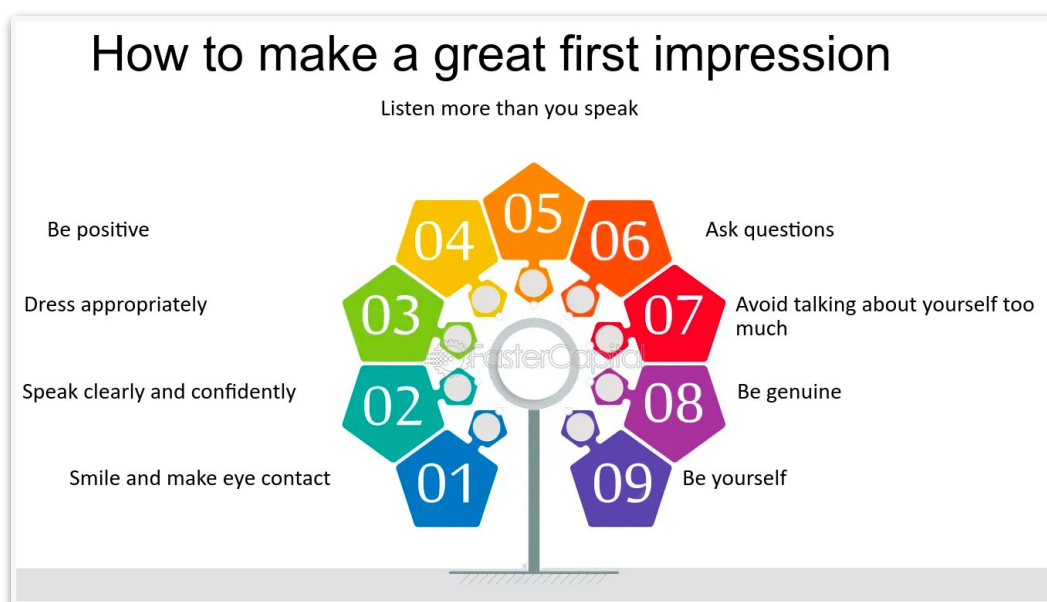 How to make a great first impression
Listen more than you speak
05
04
06
Be positive
Ask questions
03
07
Dress appropriately
Avoid talking about yourself too
much
FasterCapital
02
08
Speak clearly and confidently
Be genuine
01
09
Smile and make eye contact
Be yourself